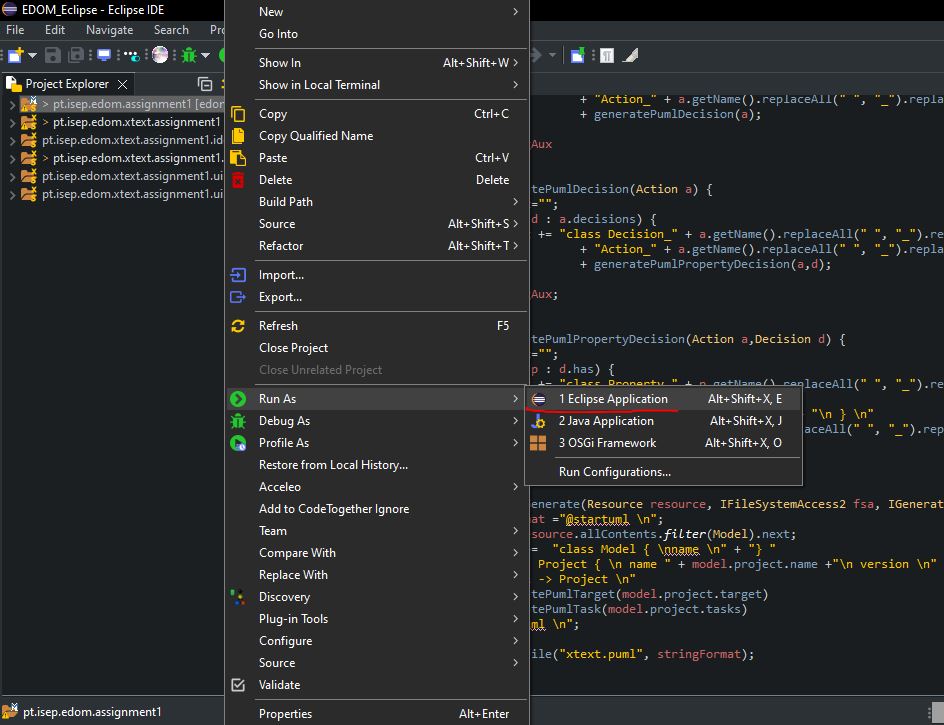 EDOM_Eclipse - Eclipse IDE
File Edit Navigate Search
Project Explorer
> pt.isep.edom.assignment1 [edom
> pt.isep.edom.xtext.assignment1
pt.isep.edom.xtext.assignment1.id
> pt.isep.edom.xtext.assignment1.
pt.isep.edom.xtext.assignment1.ui
pt.isep.edom.xtext.assignment1.ui
New
Go Into
Show In Alt+Shift+W
Show in Local Terminal
Copy Ctrl+C
Copy Qualified Name
Paste Ctrl+V
Delete Delete
Build Path
Source Alt+Shift+S
Refactor Alt+Shift+T
Import...
Export...
Refresh F5
Close Project
Close Unrelated Project
Run As
Debug As
Profile As
Restore from Local History...
Acceleo
Add to CodeTogether Ignore
Team
Compare With
Replace With
Discovery
Plug-in Tools
Configure
Source
Validate
Properties Alt+Enter
1 Eclipse Application Alt+Shift+X, E
2 Java Application Alt+Shift+X, J
3 OSGi Framework Alt+Shift+X, O
Run Configurations...
+ "Action_" + a.getName().replaceAll(" ", "_").repla
+ generatePumlDecision(a);
Aux
tePumlDecision(Action a) {
="";
d : a.decisions) {
+= "class Decision_" + a.getName().replaceAll(" ", "_").re
+ "Action_" + a.getName().replaceAll(" ", "_").repla
+ generatePumlPropertyDecision(a,d);
Aux;
tePumlPropertyDecision(Action a,Decision d) {
="";
p : d.has) {
+= "class Property_" + a.getName().replaceAll(" ", "_").re
"\n } \n"
eAll(" ", "_").rep
enerate(Resource resource, IFileSystemAccess2 fsa, IGenerat
at ="@startuml \n";
source.allContents.filter(Model).next;
= "class Model { \nname \n" + "} "
Project { \n name " + model.project.name +"\n version \n"
-> Project \n"
tePumlTarget(model.project.target)
tePumlTask(model.project.tasks)
ml \n";
ile("xtext.puml", stringFormat);
pt.isep.edom.assignment1